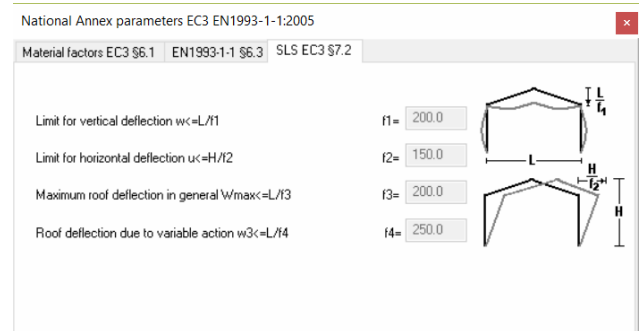 National Annex parameters EC3 EN1993-1-1:2005
×
Material factors EC3 §6.1 EN1993-1-1 §6.3 SLS EC3 §7.2
Limit for vertical deflection w<=L/f1 f1= 200.0
Limit for horizontal deflection u<=H/f2 f2= 150.0
Maximum roof deflection in general Wmax<=L/f3 f3= 200.0
Roof deflection due to variable action w3<=L/f4 f4= 250.0
L
f1
L
H
f2
H